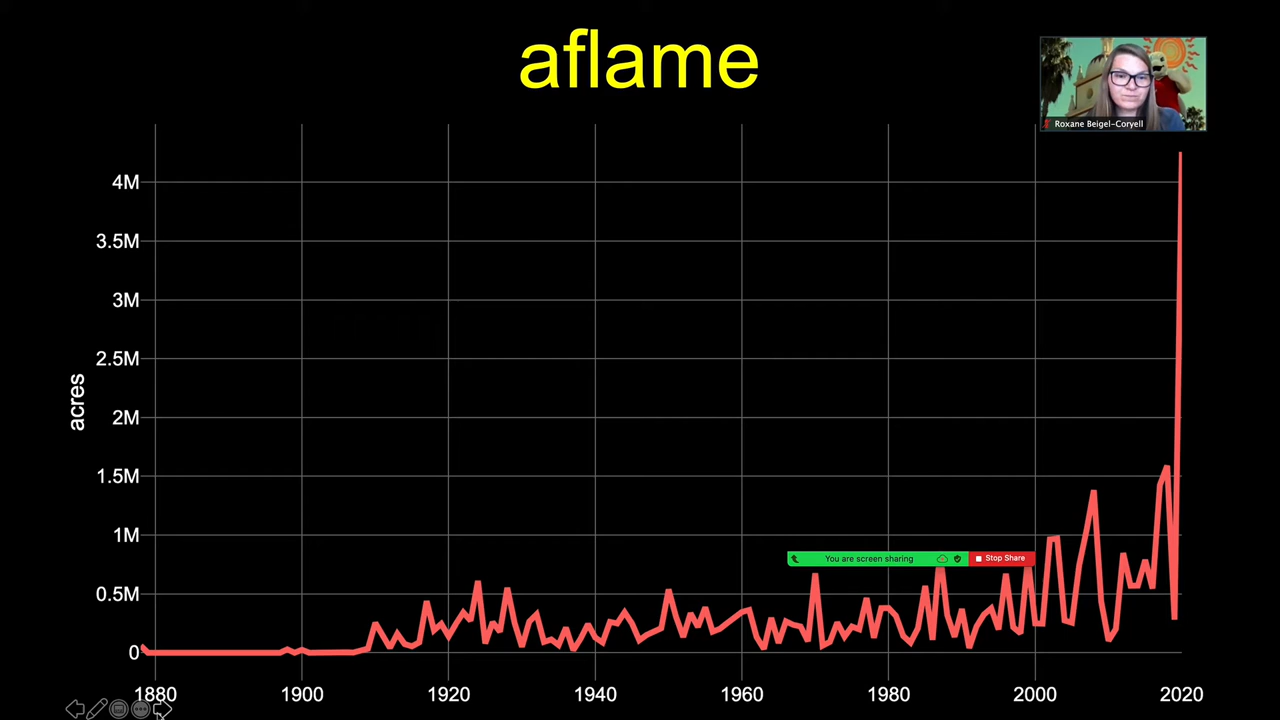 aflame
Roxane Beigel-Coryell
4M
3.5M
3M
2.5M
2M
1.5M
1M
0.5M
0
acres
You are screen sharing
Stop Share
1880 1900 1920 1940 1960 1980 2000 2020